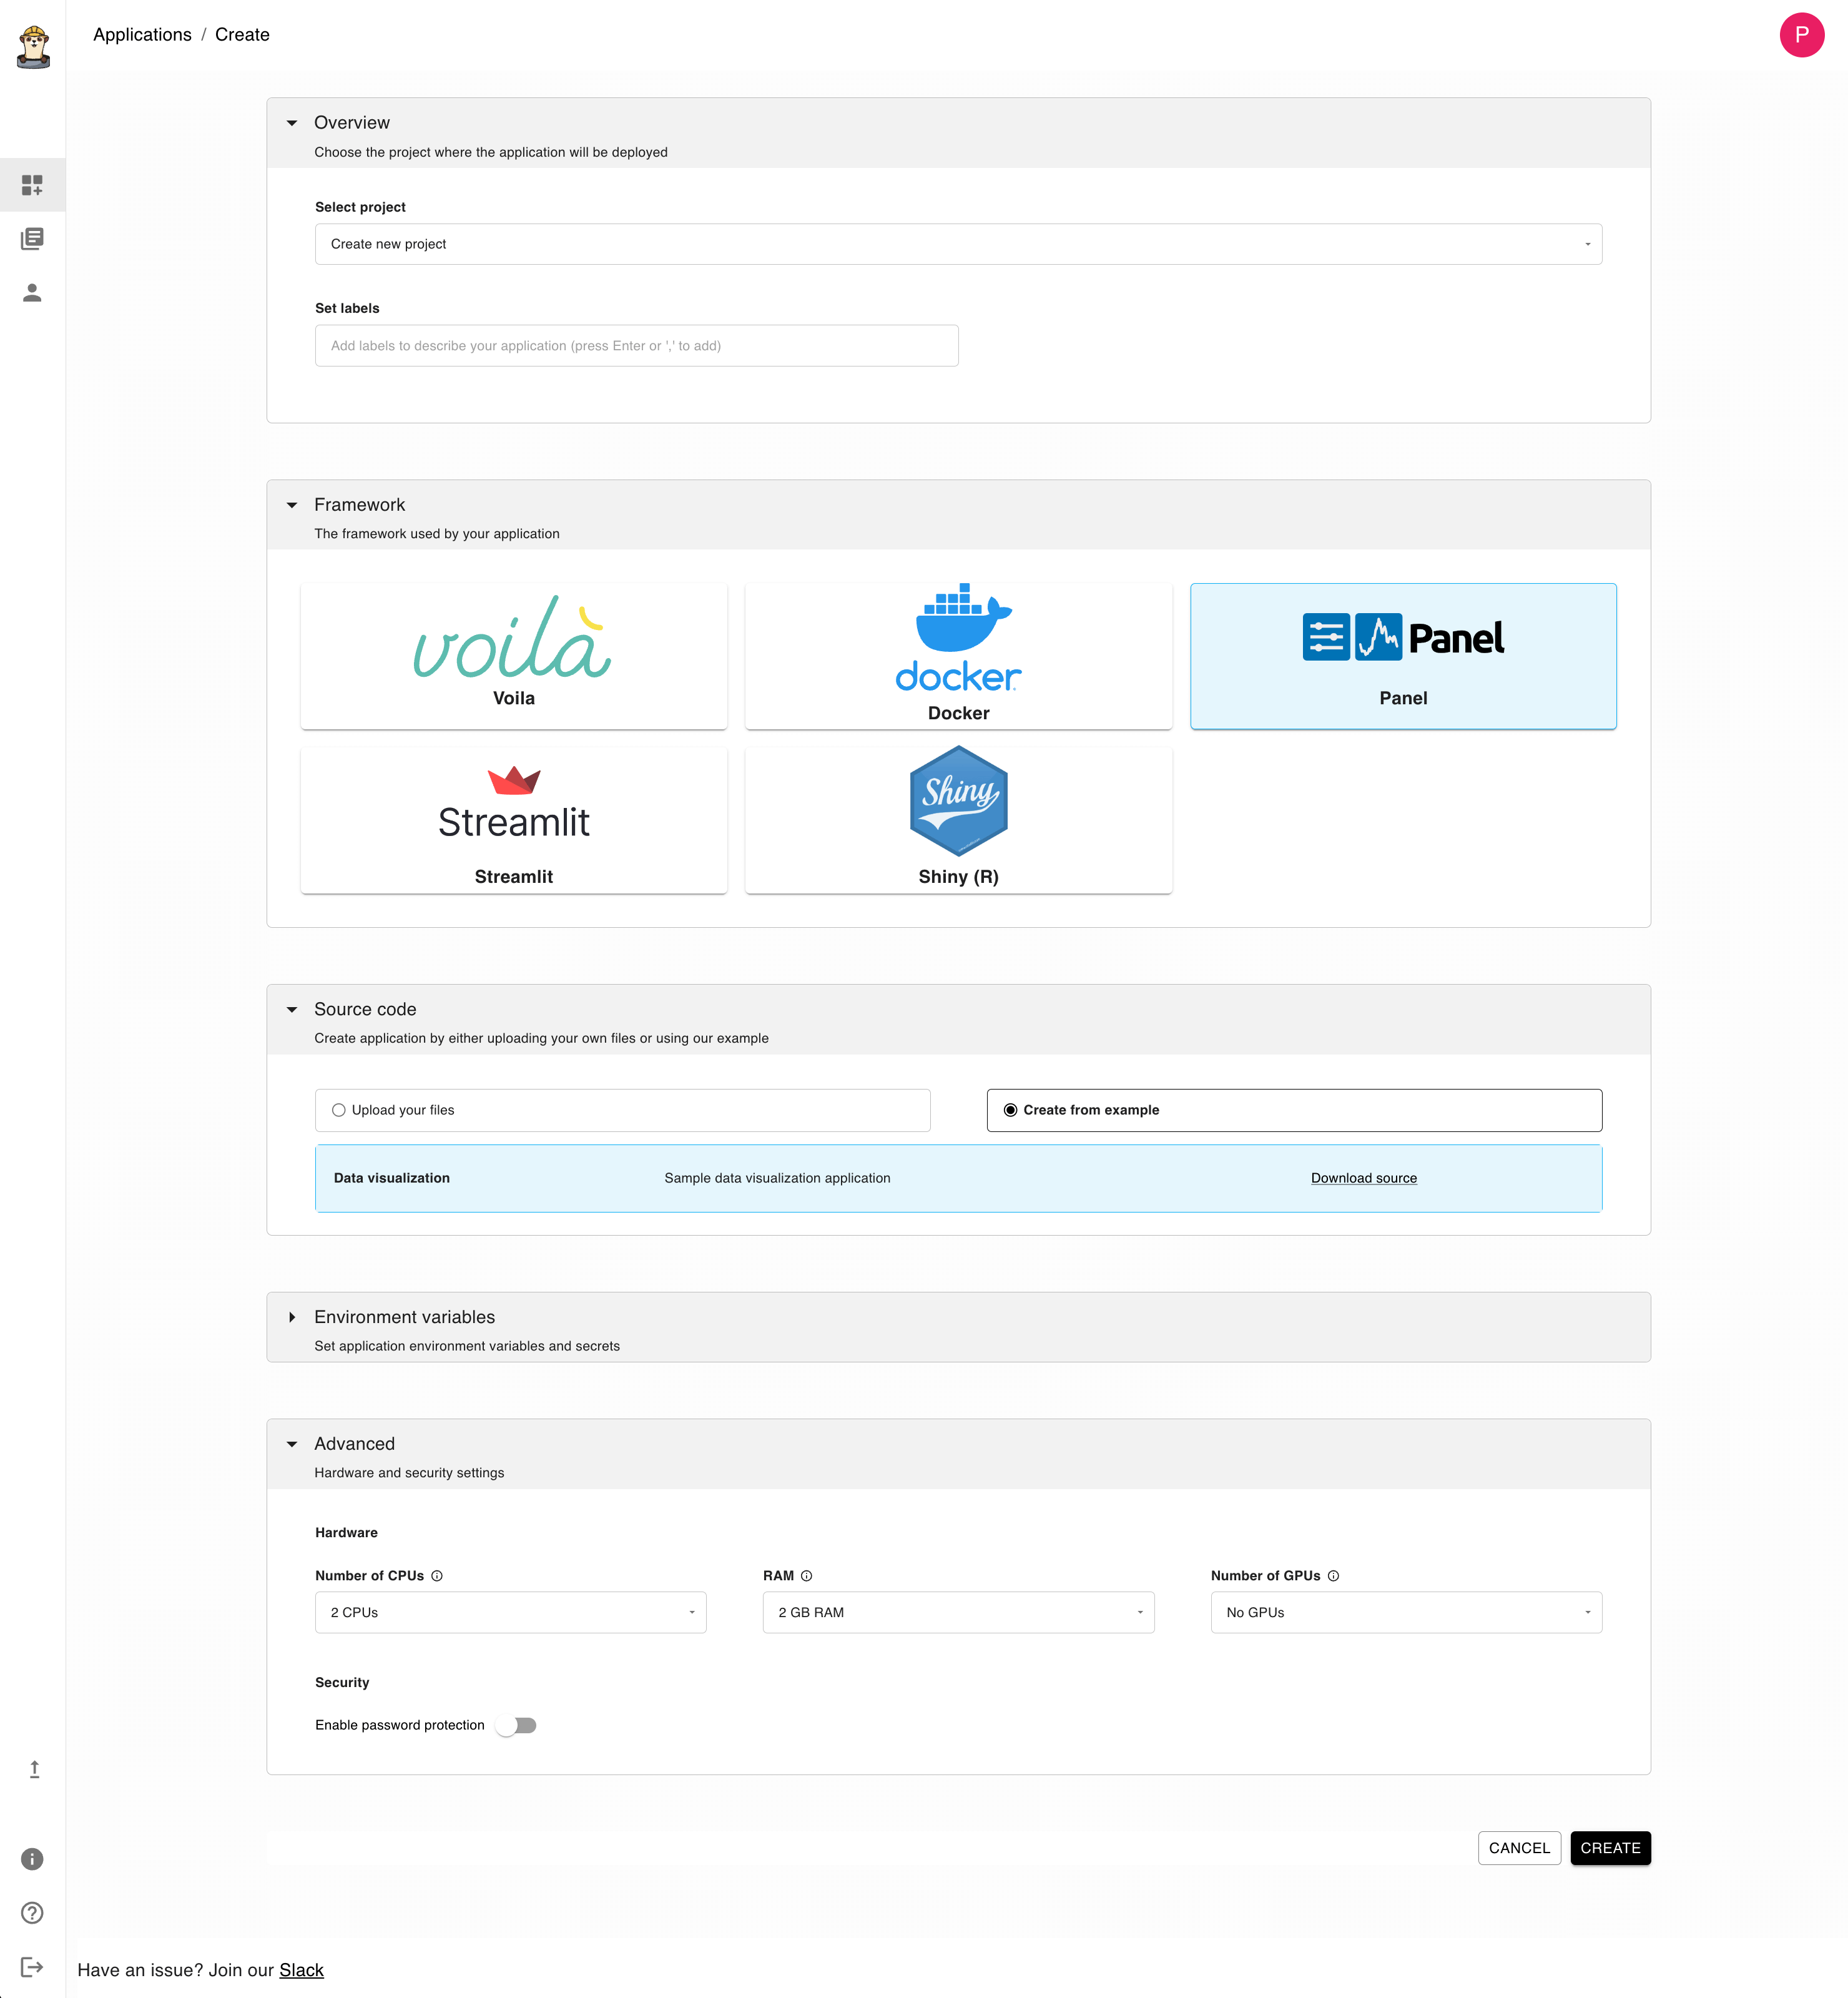 Applications / Create
P
Overview
Choose the project where the application will be deployed
Select project
Create new project
Set labels
Add labels to describe your application (press Enter or ',' to add)
Framework
The framework used by your application
voilà
Voila
docker
Docker
Panel
Panel
Streamlit
Streamlit
Shiny
Shiny (R)
Source code
Create application by either uploading your own files or using our example
Upload your files
Create from example
Data visualization
Sample data visualization application
Download source
Environment variables
Set application environment variables and secrets
Advanced
Hardware and security settings
Hardware
Number of CPUs
RAM
Number of GPUs
2 CPUs
2 GB RAM
No GPUs
Security
Enable password protection
CANCEL
CREATE
Have an issue? Join our Slack